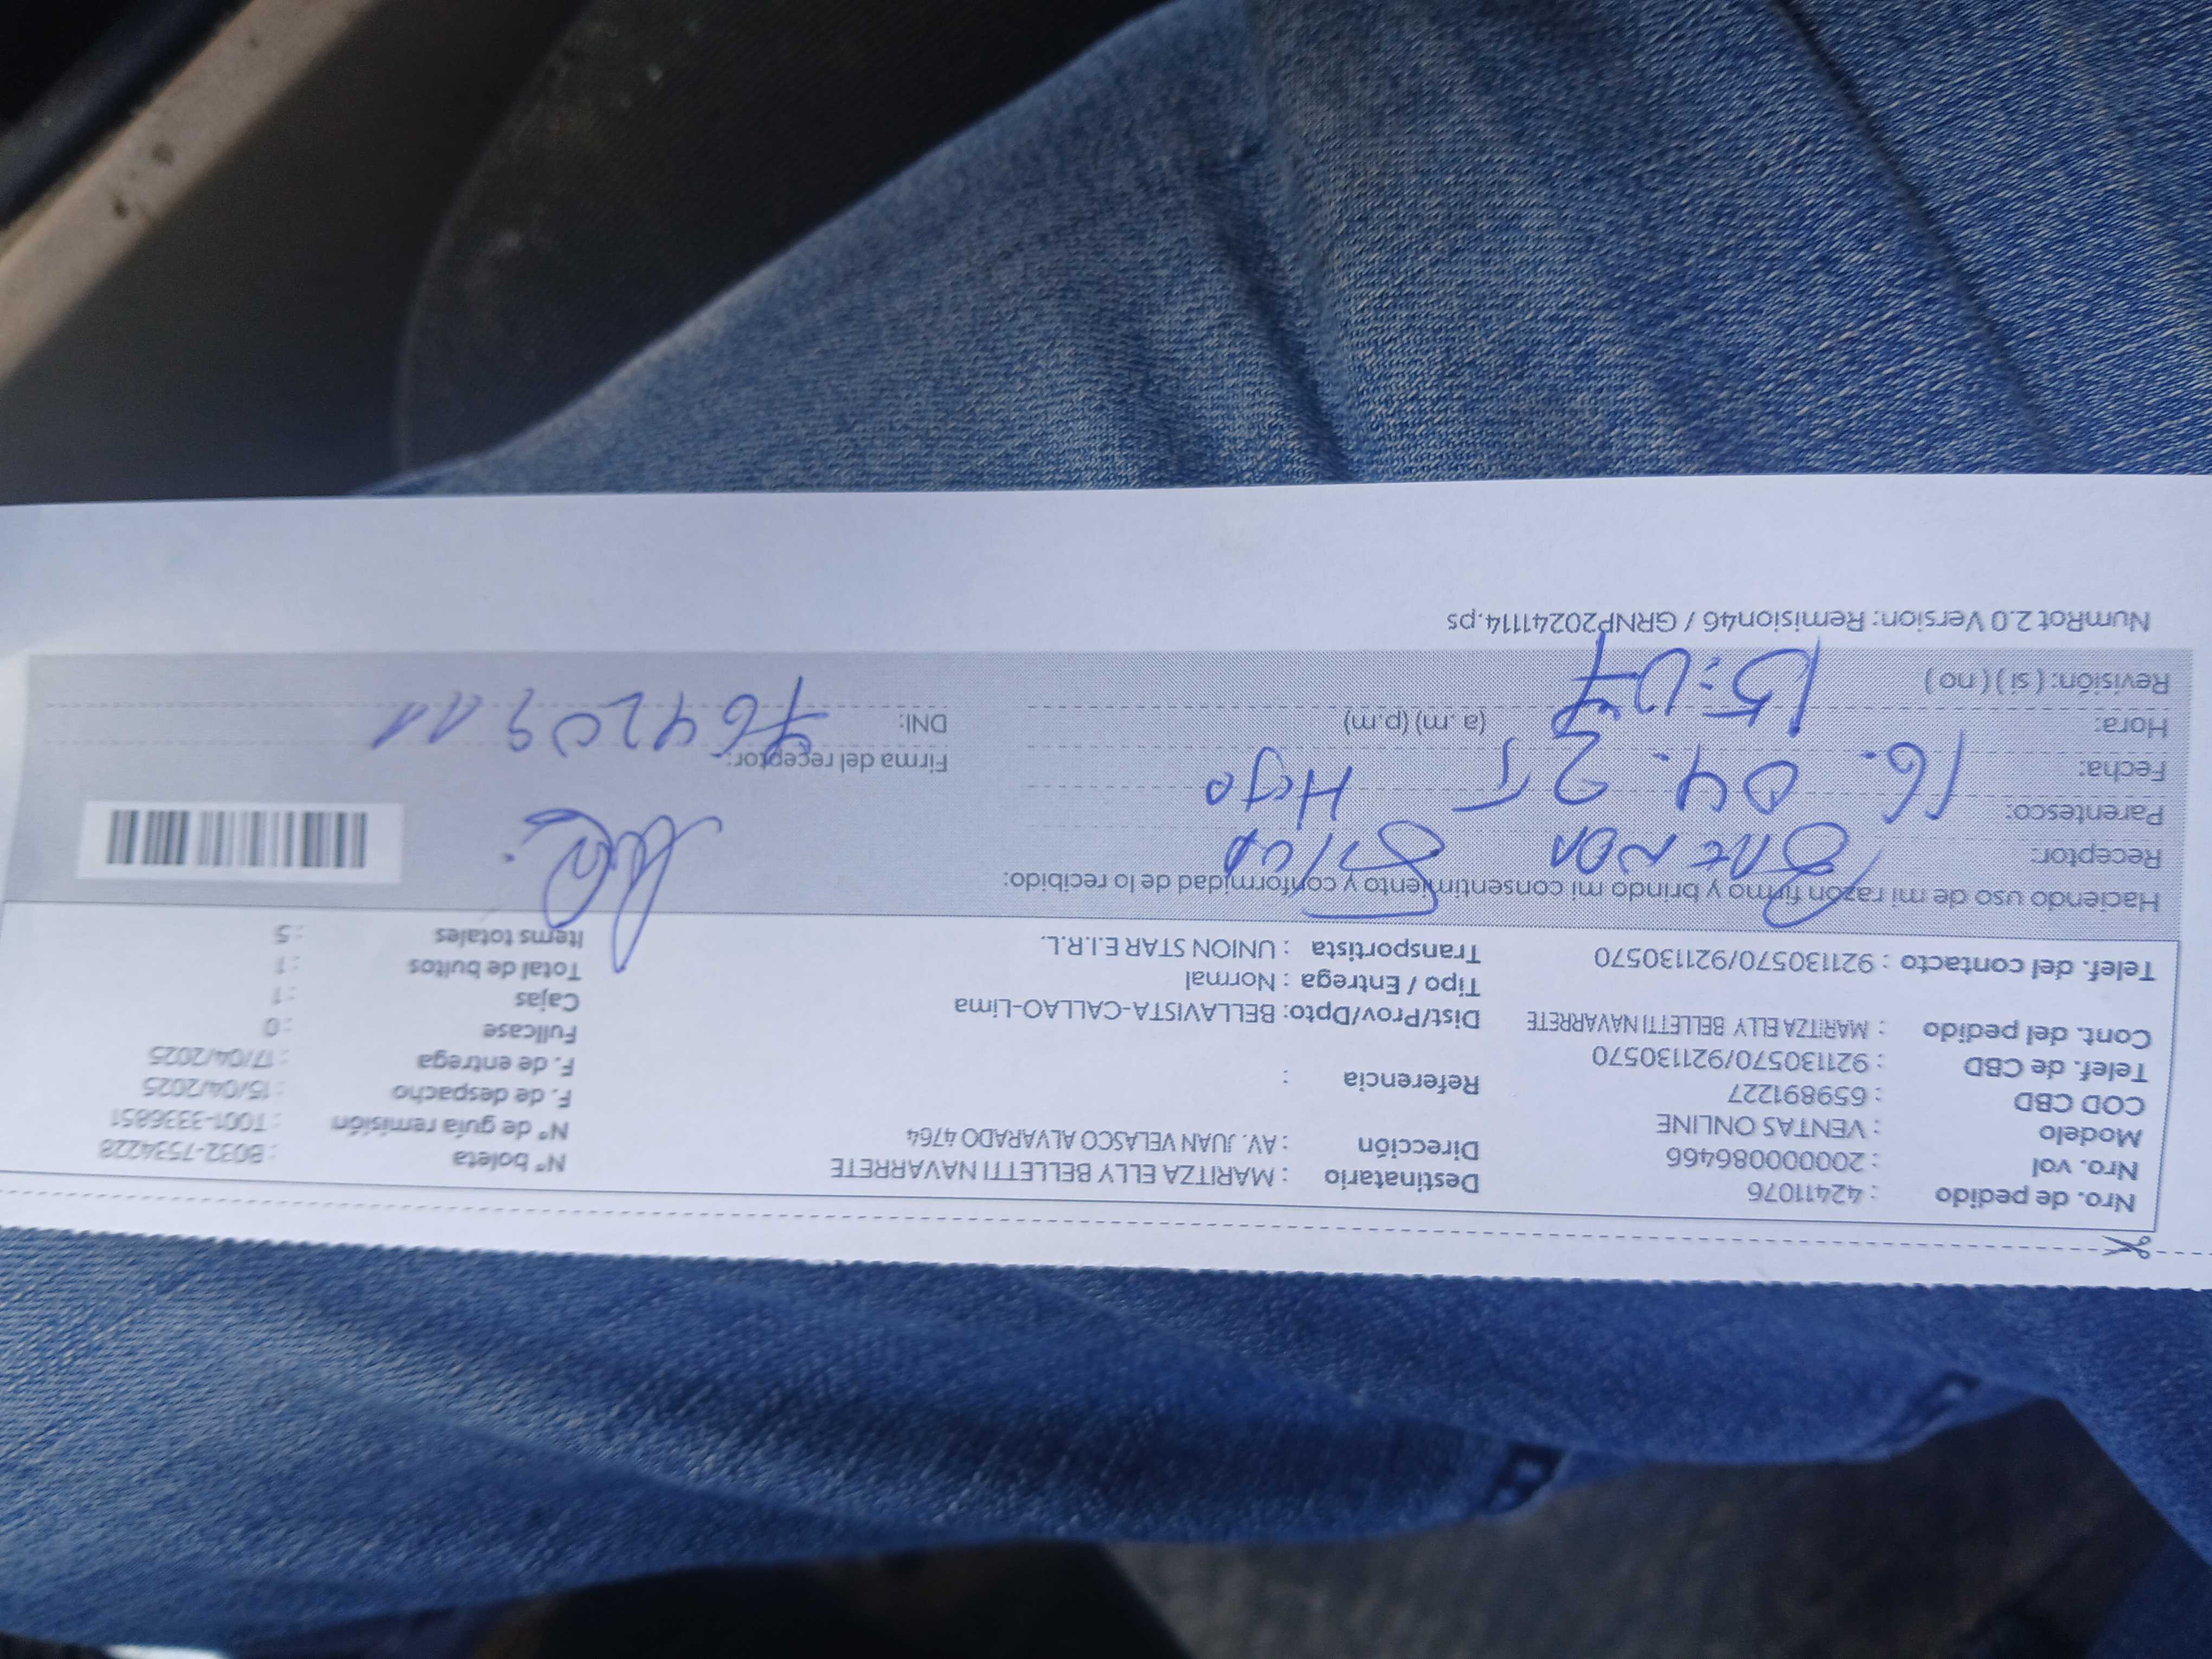 Nro. de pedido : 42411076
Nro. vol : 2000000086466
Modelo : VENTAS ONLINE
COD CBD : 659891227
Telef. de CBD : 921130570/921130570
Cont. del pedido : MARITZA ELLY BELLETTI NAVARRETE
Telef. del contacto : 921130570/921130570
Destinatario : MARITZA ELLY BELLETTI NAVARRETE
Dirección : AV. JUAN VELASCO ALVARADO 4764
Referencia :
Dist/Prov/Dpto: BELLAVISTA-CALLAO-Lima
Tipo / Entrega : Normal
Transportista : UNION STAR E.I.R.L.
N° boleta : B032-7534228
N° de guía remisión : T001-3336851
F. de despacho : 15/04/2025
F. de entrega : 17/04/2025
Fullcase : 0
Cajas : 1
Total de bultos : 1
Items totales : 5
Haciendo uso de mi razón firmo y brindo mi consentimiento y conformidad de lo recibido:
Receptor:
Parentesco:
Fecha: 16. 04. 25
Hora: 15:07 (a.m) (p.m)
Revisión: ( si ) ( no )
Firma del receptor:
DNI: 76420911
NumRot 2.0 Version: Remision46 / GRNP20241114.ps